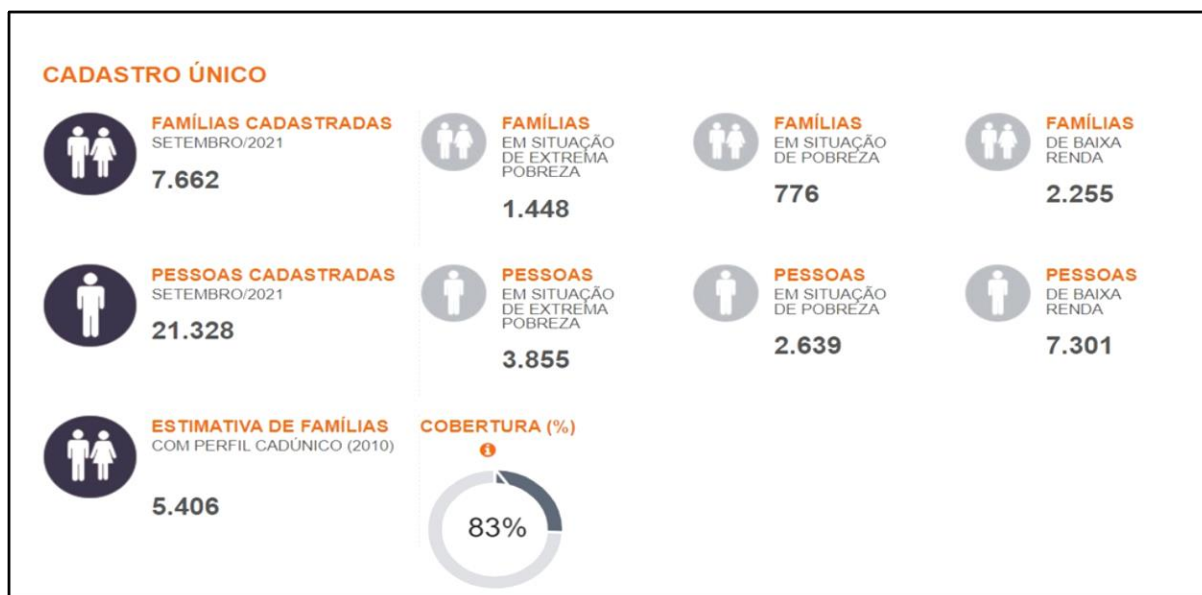 CADASTRO ÚNICO
FAMÍLIAS CADASTRADAS
SETEMBRO/2021
7.662
FAMÍLIAS
EM SITUAÇÃO
DE EXTREMA
POBREZA
1.448
FAMÍLIAS
EM SITUAÇÃO
DE POBREZA
776
FAMÍLIAS
DE BAIXA
RENDA
2.255
PESSOAS CADASTRADAS
SETEMBRO/2021
21.328
PESSOAS
EM SITUAÇÃO
DE EXTREMA
POBREZA
3.855
PESSOAS
EM SITUAÇÃO
DE POBREZA
2.639
PESSOAS
DE BAIXA
RENDA
7.301
ESTIMATIVA DE FAMÍLIAS
COM PERFIL CADÚNICO (2010)
5.406
COBERTURA (%)
i
83%